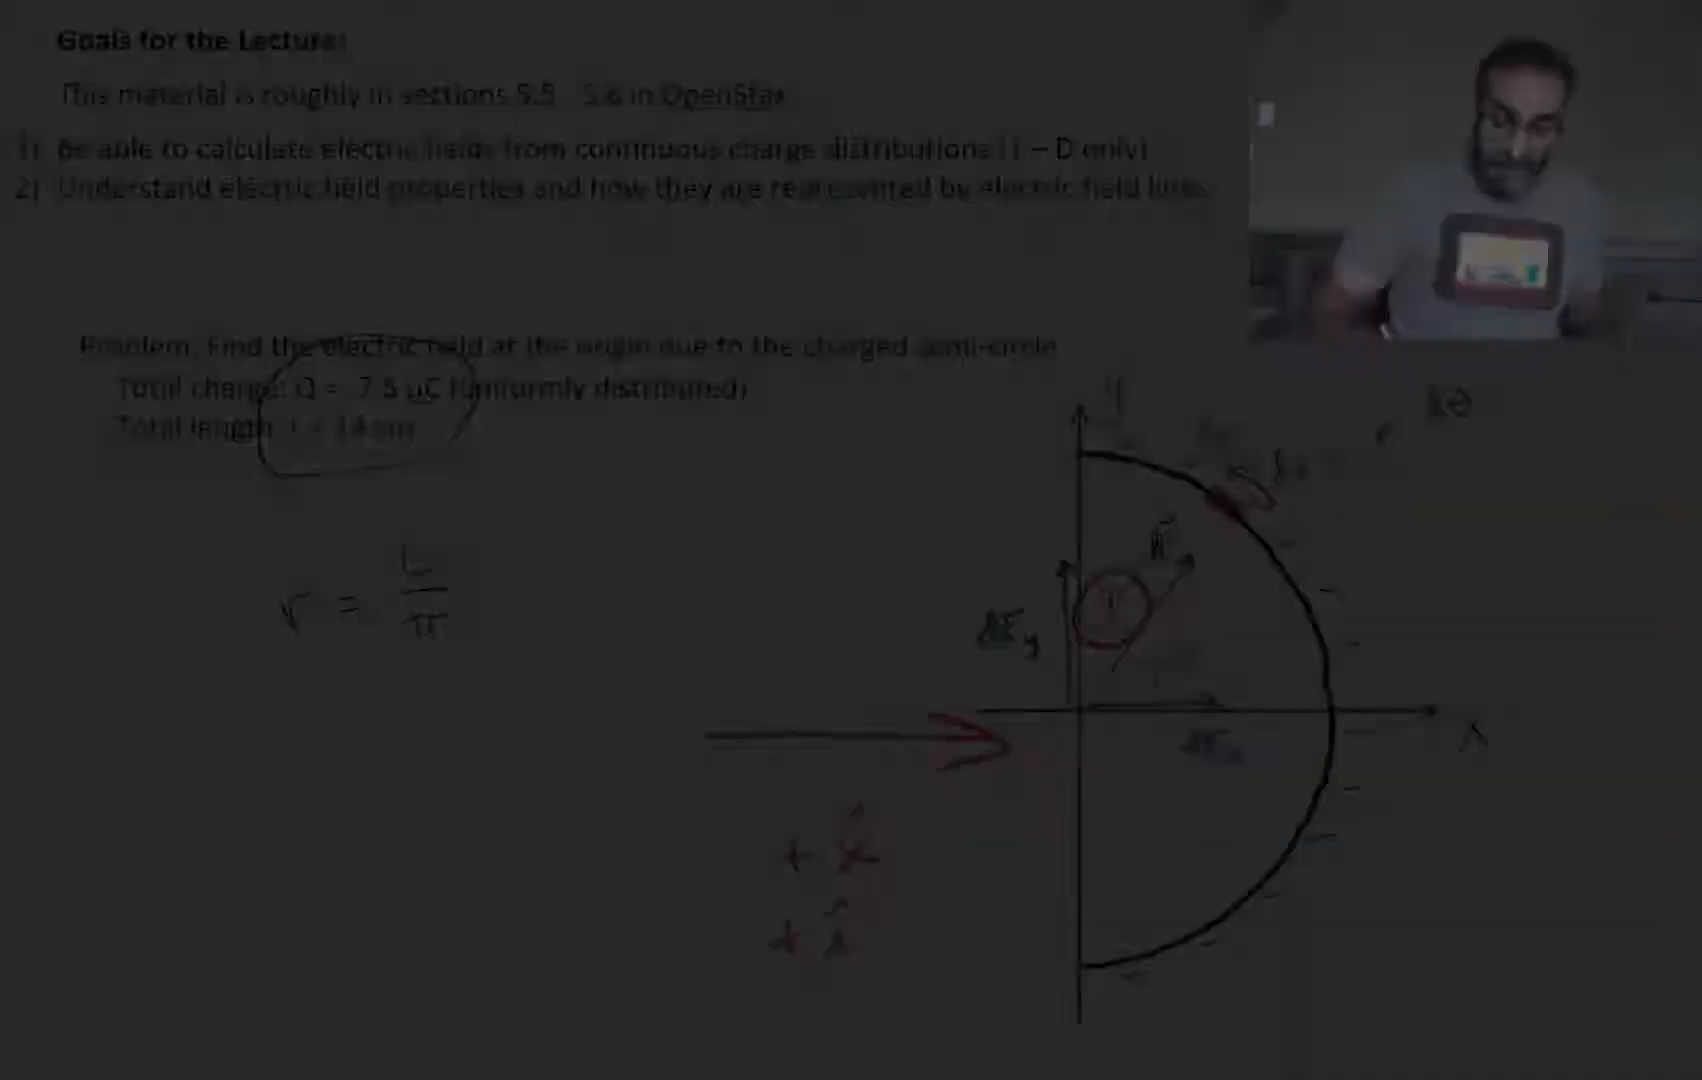 Goals for the Lecture:
This material is roughly in sections 5.5 - 5.6 in OpenStax
1) Be able to calculate electric fields from continuous charge distributions (1 – D only)
2) Understand electric field properties and how they are represented by electric field lines
Problem: Find the electric field at the origin due to the charged semi-circle
Total charge: Q = -7.5 μC (uniformly distributed)
Total length: L = 14 cm
y
Δθ
r = L / π
r
ΔE_y
x
ΔE_x
+ x̂
+ î